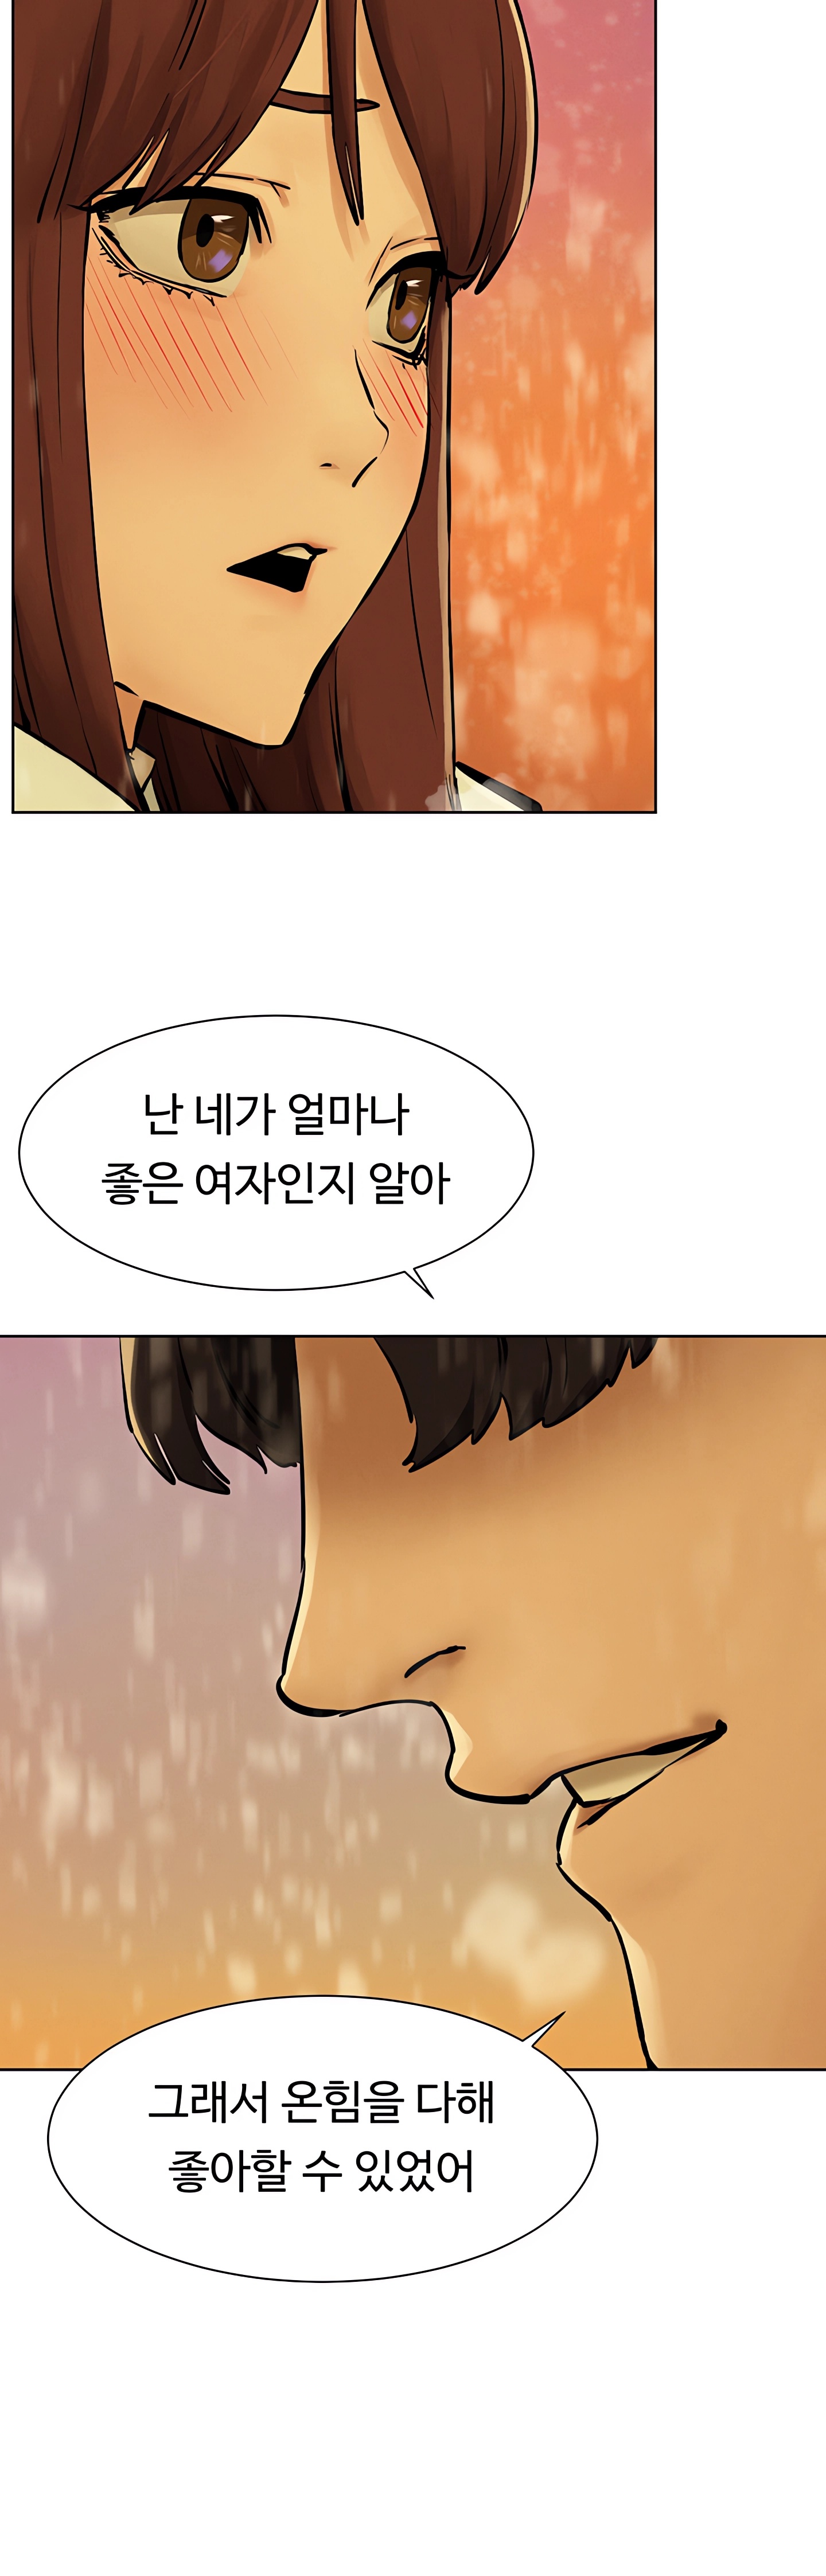 난 네가 얼마나
좋은 여자인지 알아
그래서 온힘을 다해
좋아할 수 있었어